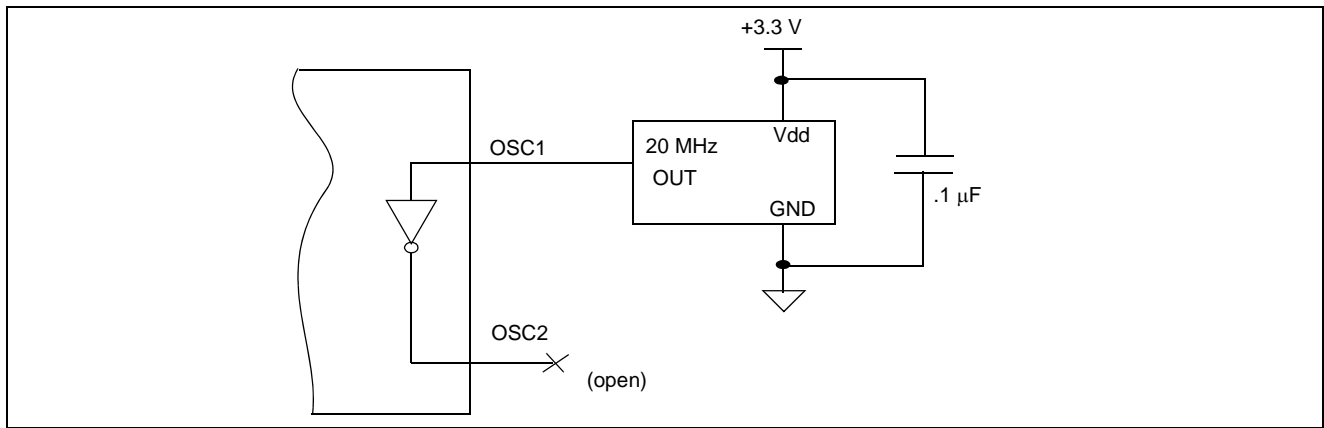 +3.3 V
Vdd
OSC1
20 MHz
OUT
GND
.1 μF
OSC2
(open)